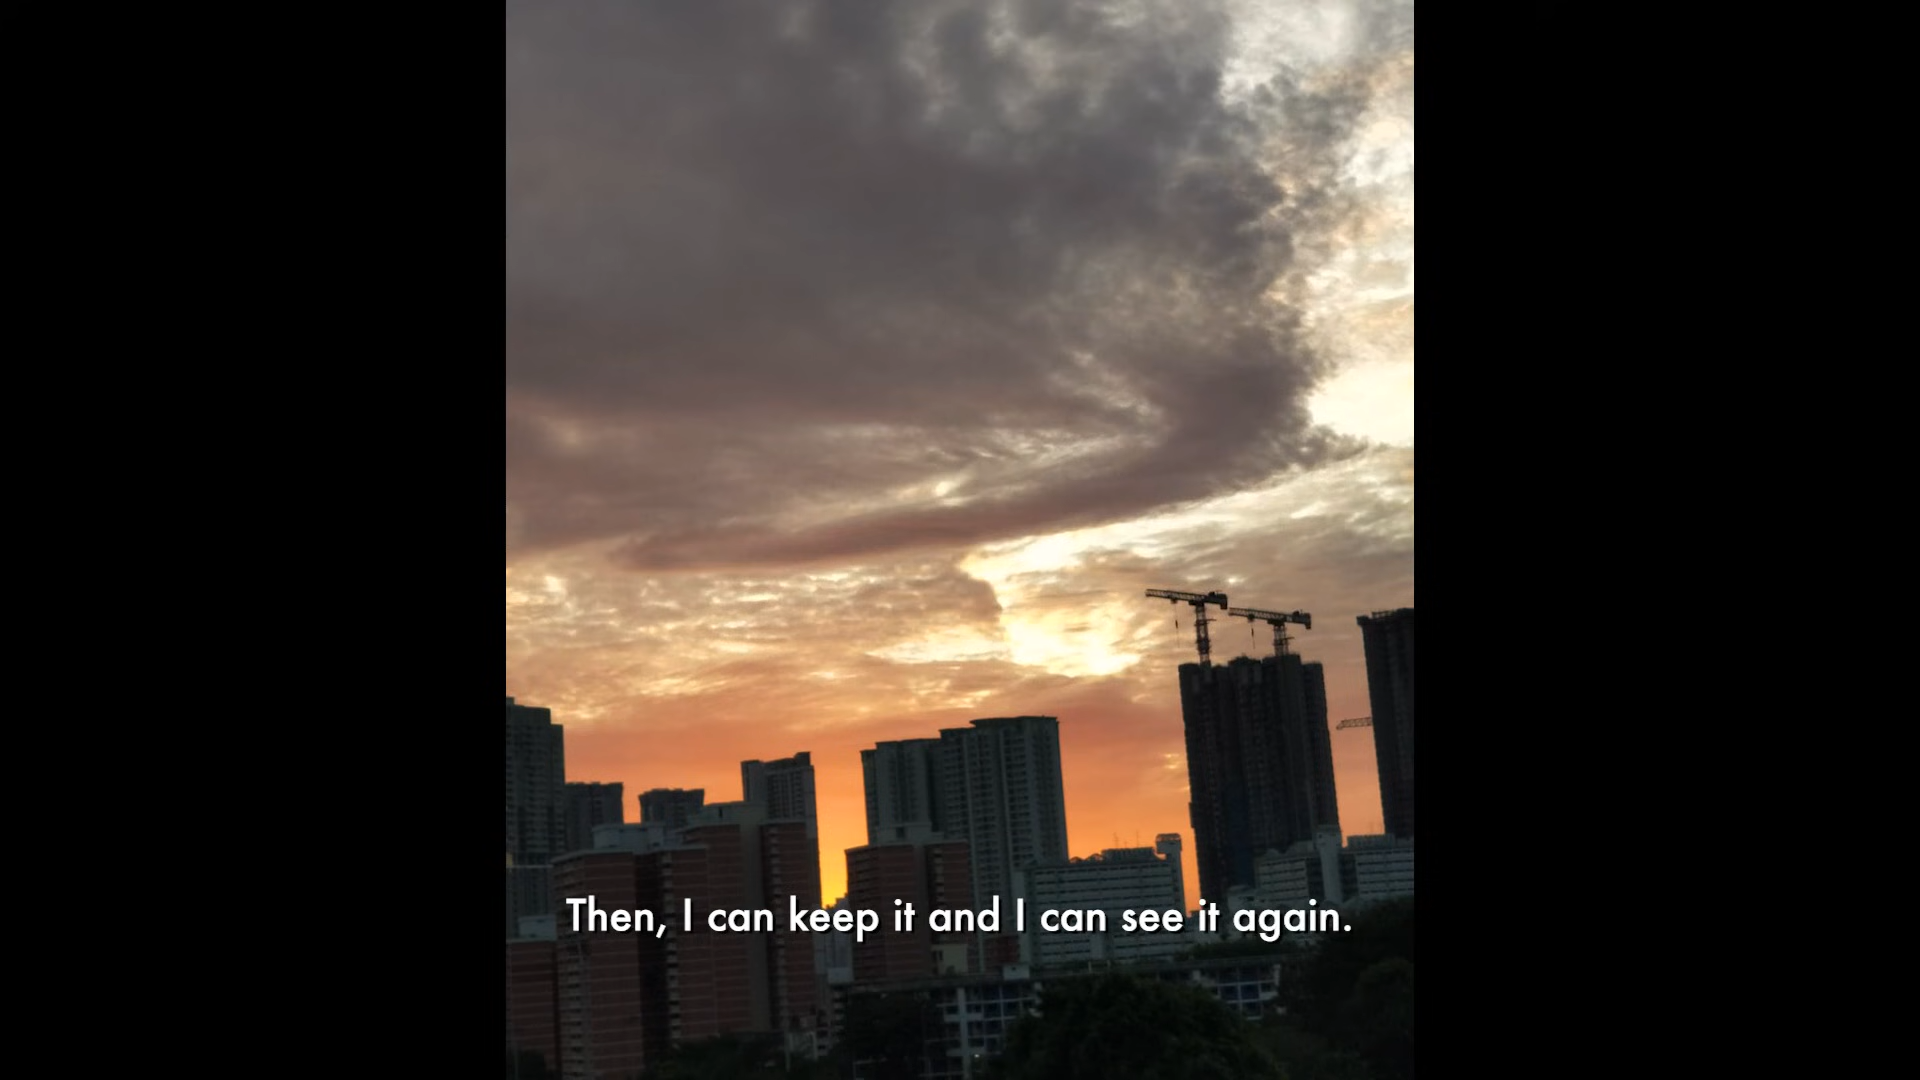 Then, I can keep it and I can see it again.